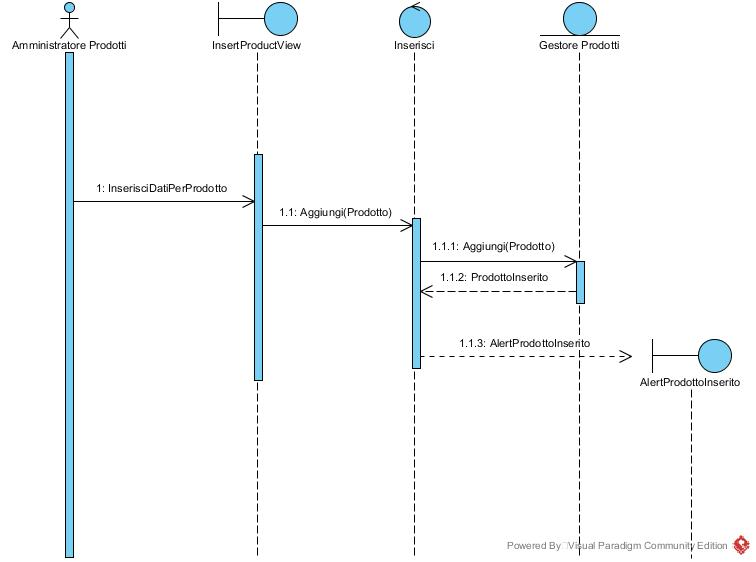 Amministratore Prodotti
InsertProductView
Inserisci
Gestore Prodotti
1: InserisciDatiPerProdotto
1.1: Aggiungi(Prodotto)
1.1.1: Aggiungi(Prodotto)
1.1.2: ProdottoInserito
1.1.3: AlertProdottoInserito
AlertProdottoInserito
Powered By Visual Paradigm Community Edition